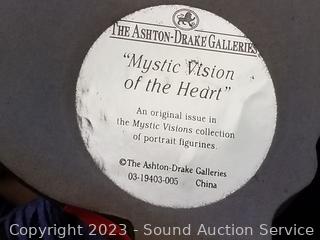 THE ASHTON-DRAKE GALLERIES
"Mystic Vision
of the Heart"
An original issue in
the Mystic Visions collection
of portrait figurines.
©The Ashton-Drake Galleries
03-19403-005 China
Copyright 2023 - Sound Auction Service